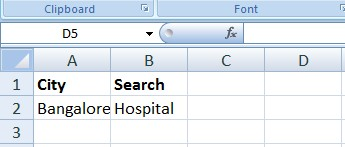 Clipboard Font
D5 fx
A B C D
1 City Search
2 Bangalore Hospital
3